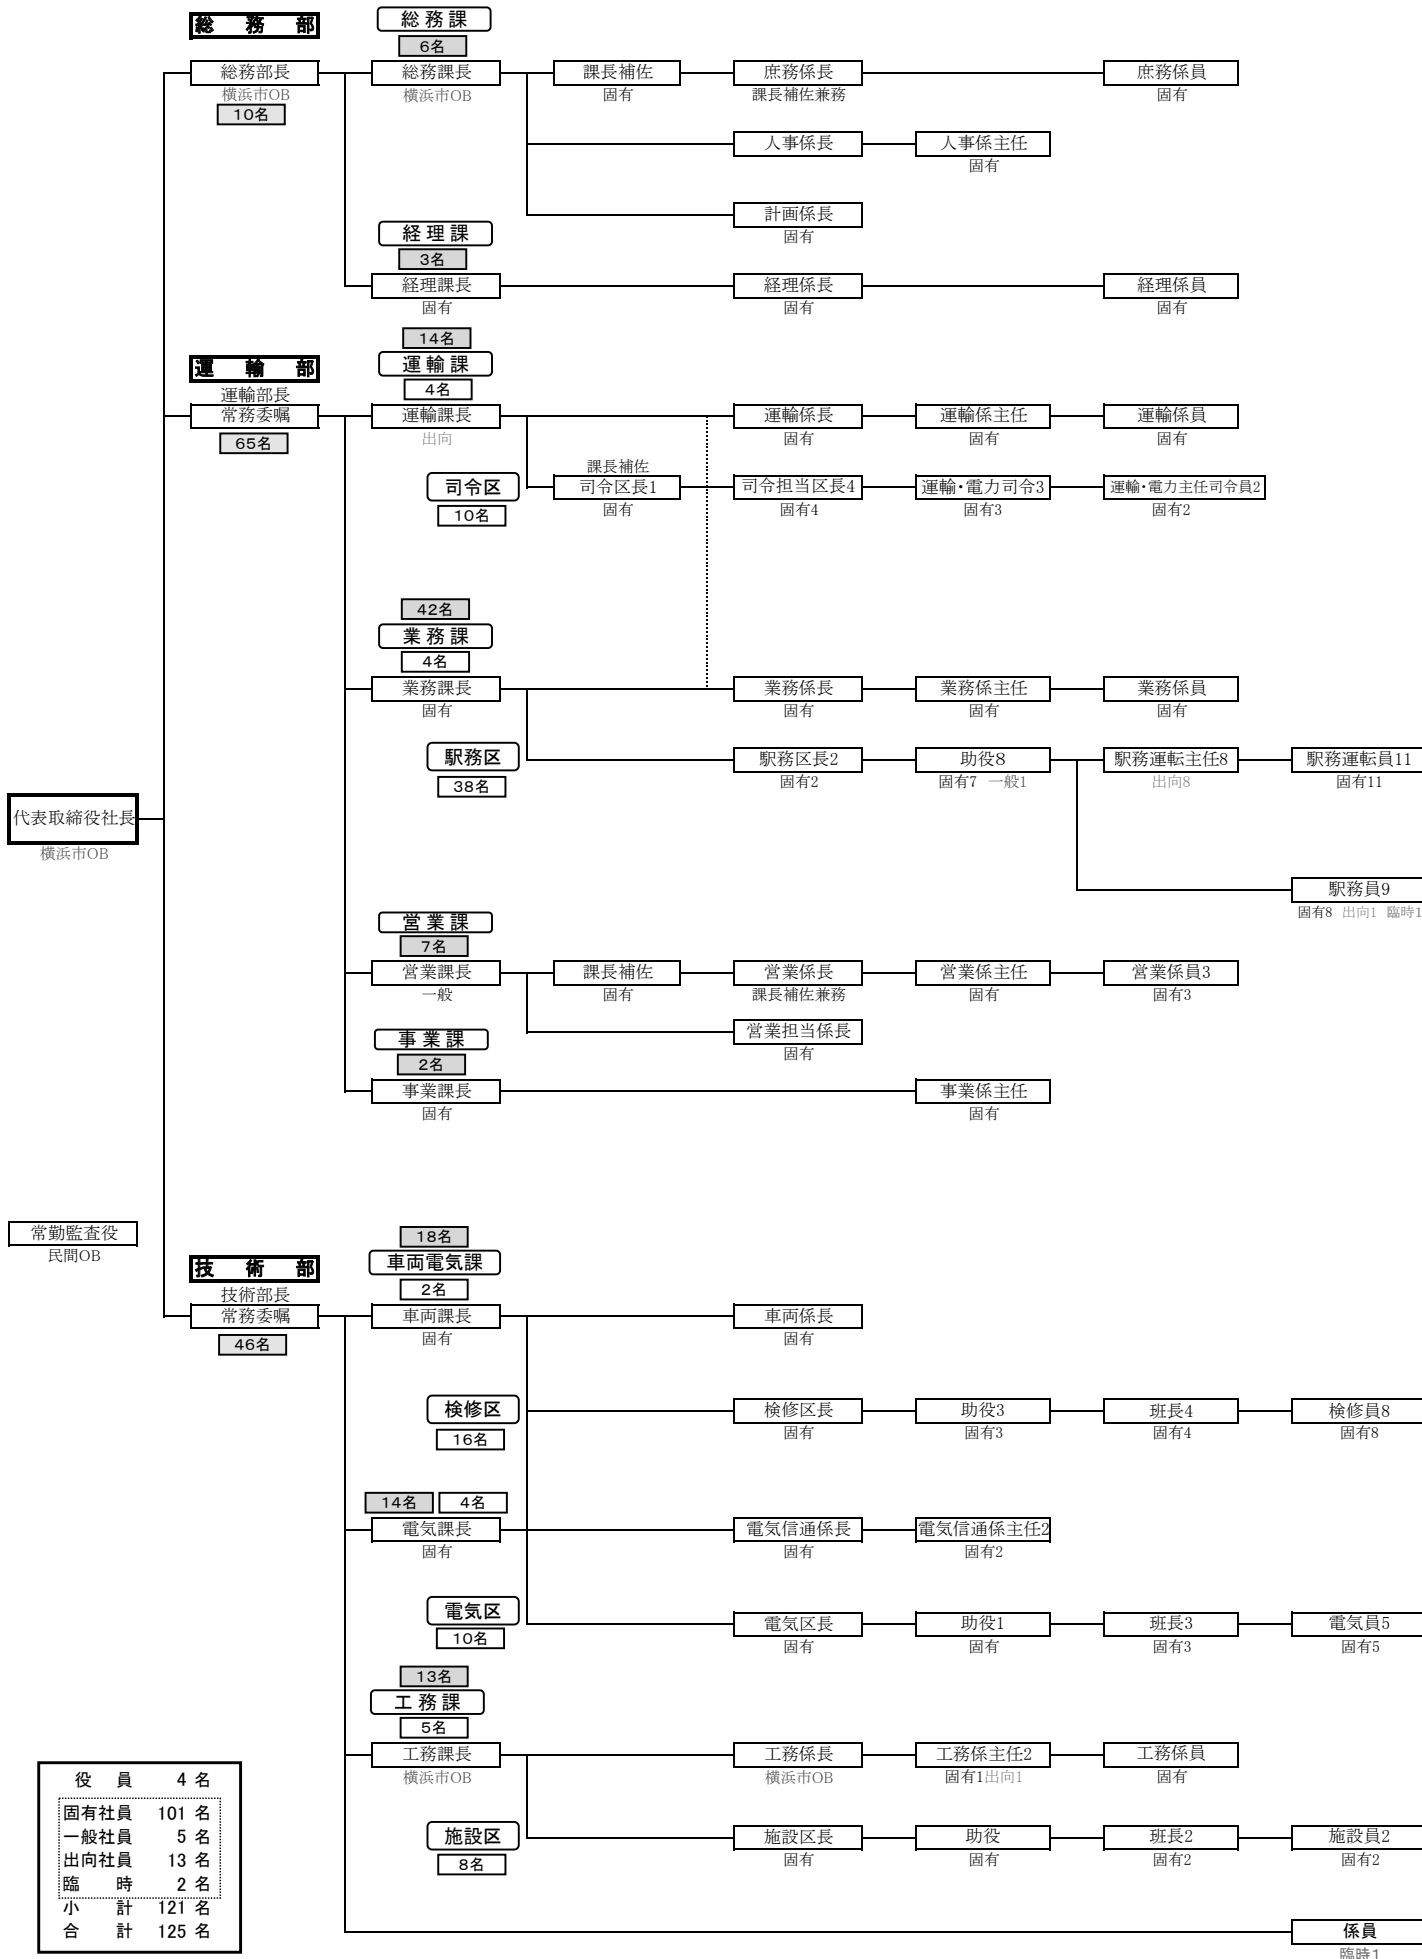 総務部
総務課
6名
総務部長
総務課長
課長補佐
庶務係長
庶務係員
横浜市OB
横浜市OB
固有
課長補佐兼務
固有
10名
人事係長
人事係主任
固有
計画係長
固有
経理課
3名
経理課長
経理係長
経理係員
固有
固有
固有
14名
運輸部
運輸課
運輸部長
4名
常務委嘱
運輸課長
運輸係長
運輸係主任
運輸係員
65名
出向
固有
固有
固有
課長補佐
司令区
司令区長1
司令担当区長4
運輸・電力司令3
運輸・電力主任司令員2
10名
固有
固有4
固有3
固有2
42名
業務課
4名
業務課長
業務係長
業務係主任
業務係員
固有
固有
固有
固有
駅務区
駅務区長2
助役8
駅務運転主任8
駅務運転員11
38名
固有2
固有7 一般1
出向8
固有11
代表取締役社長
横浜市OB
駅務員9
固有8 出向1 臨時1
営業課
7名
営業課長
課長補佐
営業係長
営業係主任
営業係員3
一般
固有
課長補佐兼務
固有
固有3
営業担当係長
固有
事業課
2名
事業課長
事業係主任
固有
固有
常勤監査役
民間OB
18名
技術部
車両電気課
技術部長
2名
常務委嘱
車両課長
車両係長
46名
固有
固有
検修区
検修区長
助役3
班長4
検修員8
16名
固有
固有3
固有4
固有8
14名
4名
電気課長
電気信通係長
電気信通係主任2
固有
固有
固有2
電気区
電気区長
助役1
班長3
電気員5
10名
固有
固有
固有3
固有5
13名
工務課
5名
工務課長
工務係長
工務係主任2
工務係員
横浜市OB
横浜市OB
固有1出向1
固有
施設区
施設区長
助役
班長2
施設員2
8名
固有
固有
固有2
固有2
係員
臨時1
役員 4 名
固有社員 101 名
一般社員 5 名
出向社員 13 名
臨時 2 名
小計 121 名
合計 125 名